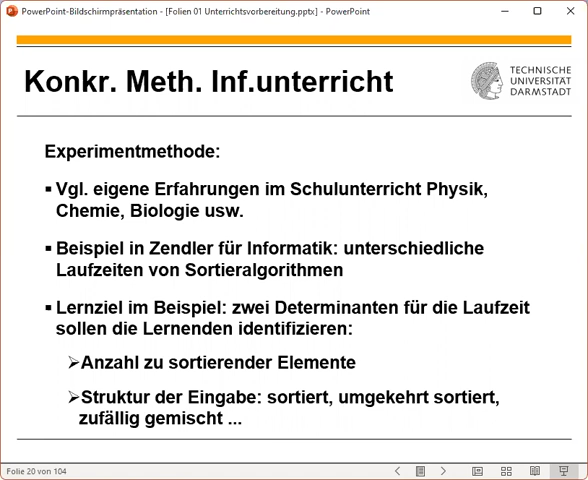 PowerPoint-Bildschirmpräsentation - [Folien 01 Unterrichtsvorbereitung.pptx] - PowerPoint
Konkr. Meth. Inf.unterricht
TECHNISCHE
UNIVERSITÄT
DARMSTADT
Experimentmethode:
▪ Vgl. eigene Erfahrungen im Schulunterricht Physik,
Chemie, Biologie usw.
▪ Beispiel in Zendler für Informatik: unterschiedliche
Laufzeiten von Sortieralgorithmen
▪ Lernziel im Beispiel: zwei Determinanten für die Laufzeit
sollen die Lernenden identifizieren:
➢Anzahl zu sortierender Elemente
➢Struktur der Eingabe: sortiert, umgekehrt sortiert,
zufällig gemischt ...
Folie 20 von 104